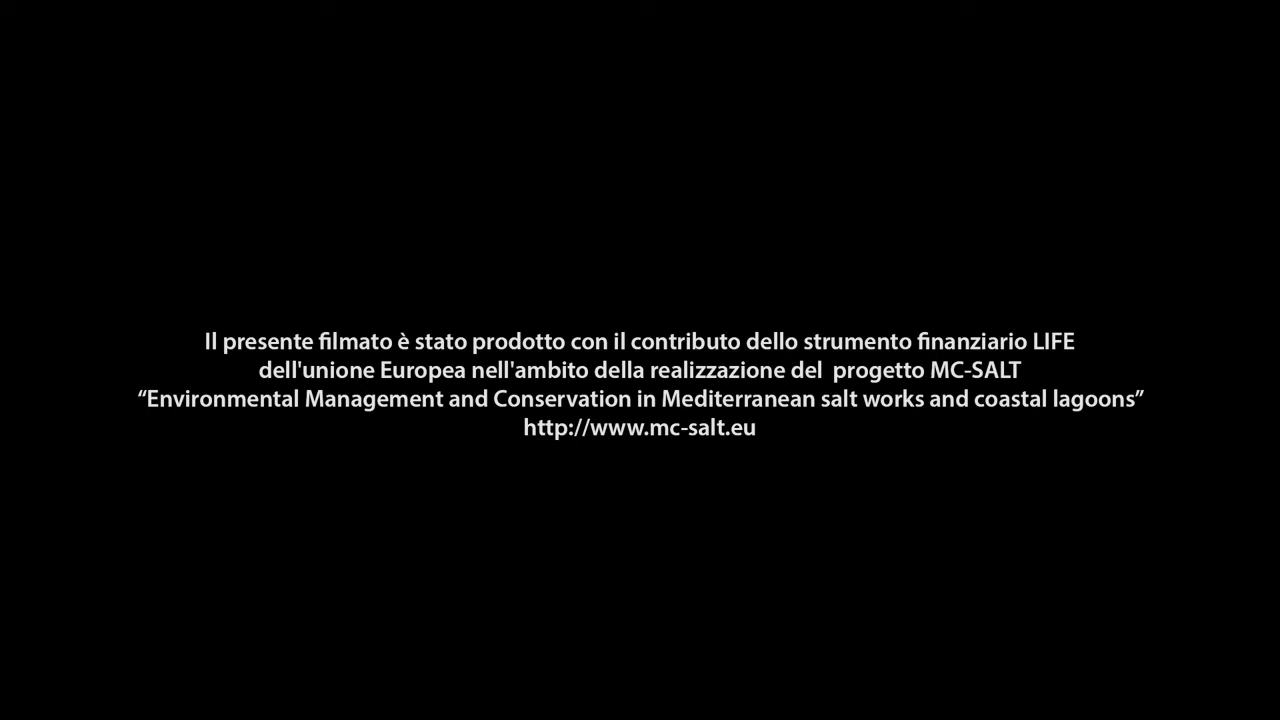 Il presente filmato è stato prodotto con il contributo dello strumento finanziario LIFE
dell'unione Europea nell'ambito della realizzazione del  progetto MC-SALT
“Environmental Management and Conservation in Mediterranean salt works and coastal lagoons”
http://www.mc-salt.eu